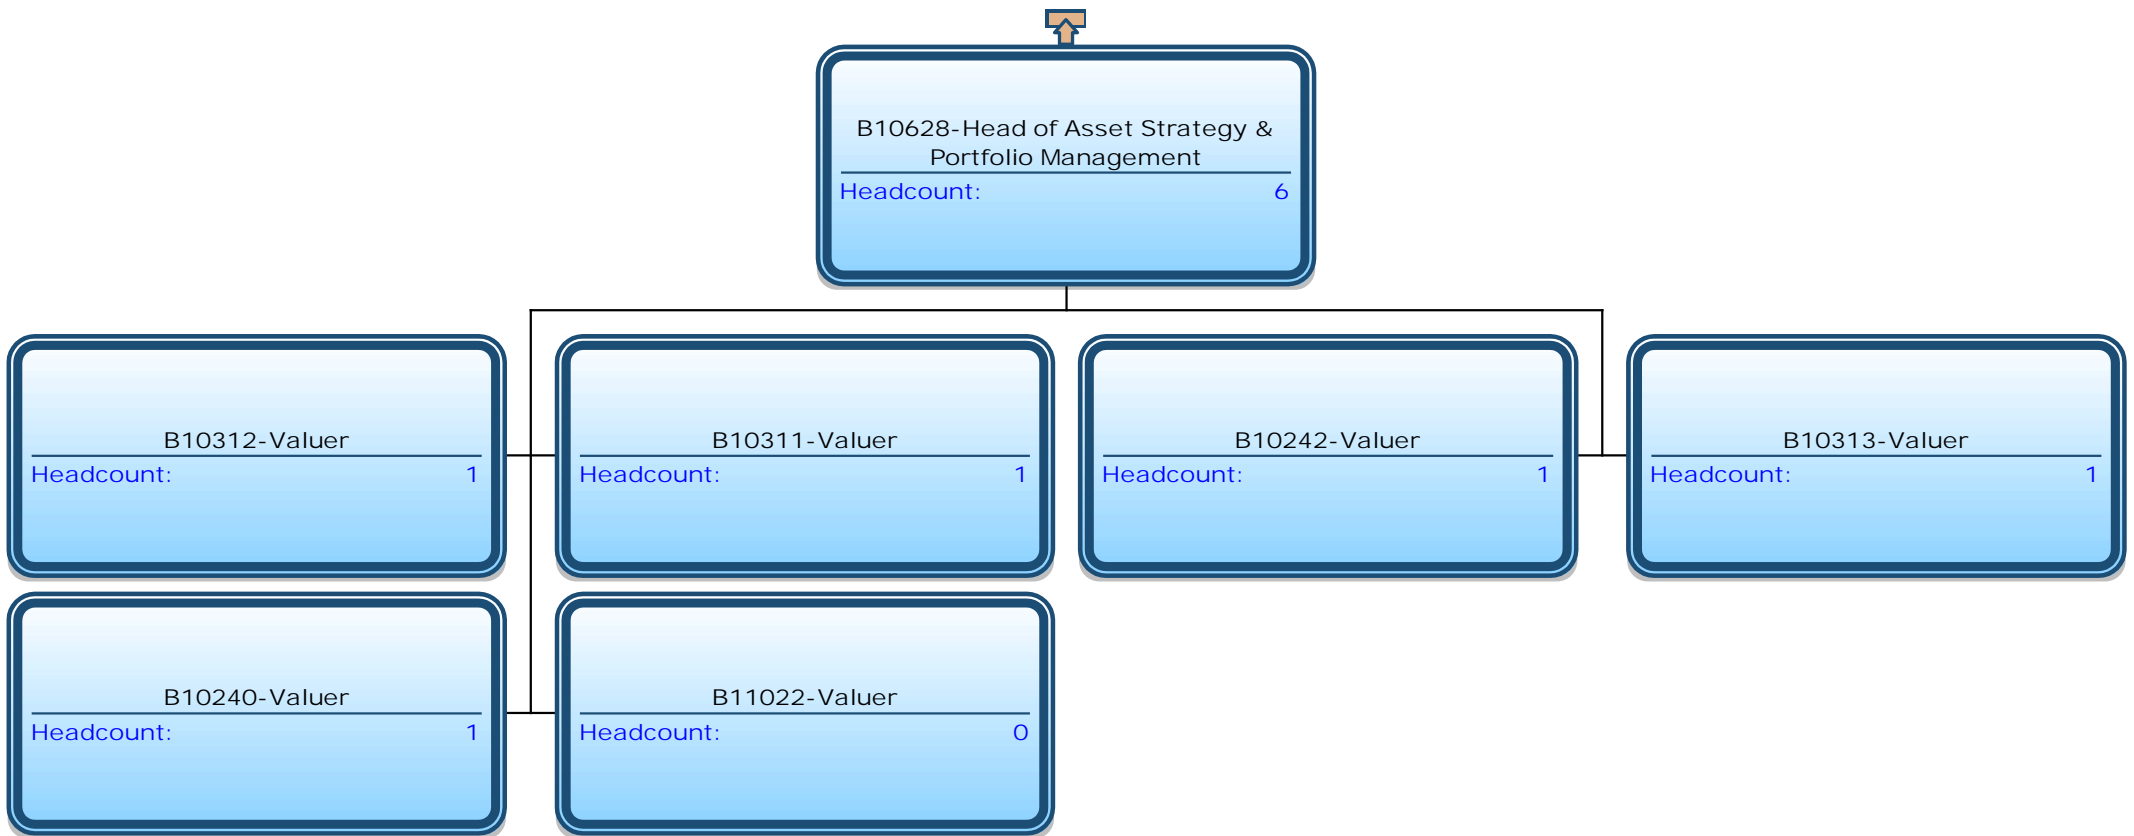 B10628-Head of Asset Strategy &
Portfolio Management
Headcount: 6
B10312-Valuer
Headcount: 1
B10311-Valuer
Headcount: 1
B10242-Valuer
Headcount: 1
B10313-Valuer
Headcount: 1
B10240-Valuer
Headcount: 1
B11022-Valuer
Headcount: 0